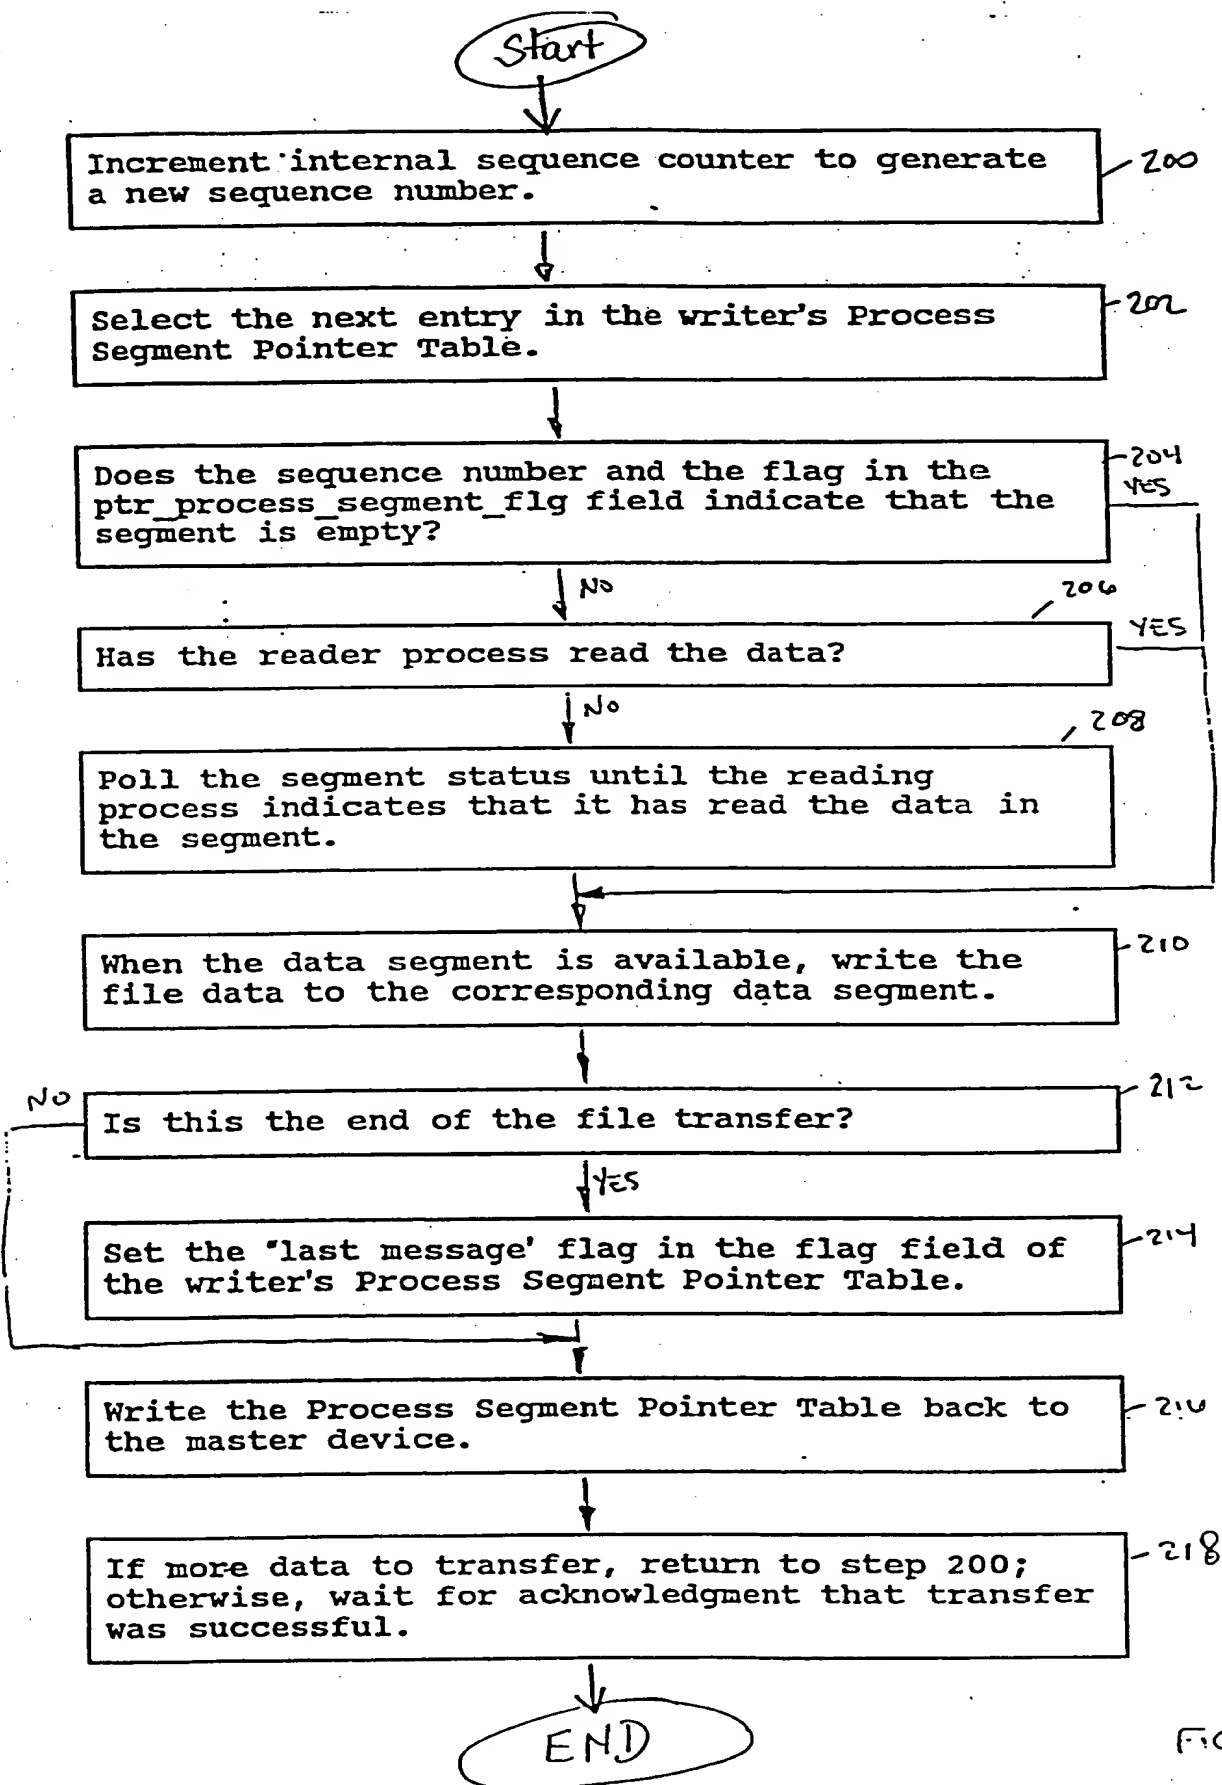 Start
Increment internal sequence counter to generate
a new sequence number.
200
Select the next entry in the writer's Process
Segment Pointer Table.
202
Does the sequence number and the flag in the
ptr_process_segment_flg field indicate that the
segment is empty?
204
YES
NO
206
Has the reader process read the data?
YES
NO
208
Poll the segment status until the reading
process indicates that it has read the data in
the segment.
When the data segment is available, write the
file data to the corresponding data segment.
210
NO
Is this the end of the file transfer?
212
YES
Set the "last message' flag in the flag field of
the writer's Process Segment Pointer Table.
214
Write the Process Segment Pointer Table back to
the master device.
216
If more data to transfer, return to step 200;
otherwise, wait for acknowledgment that transfer
was successful.
218
END